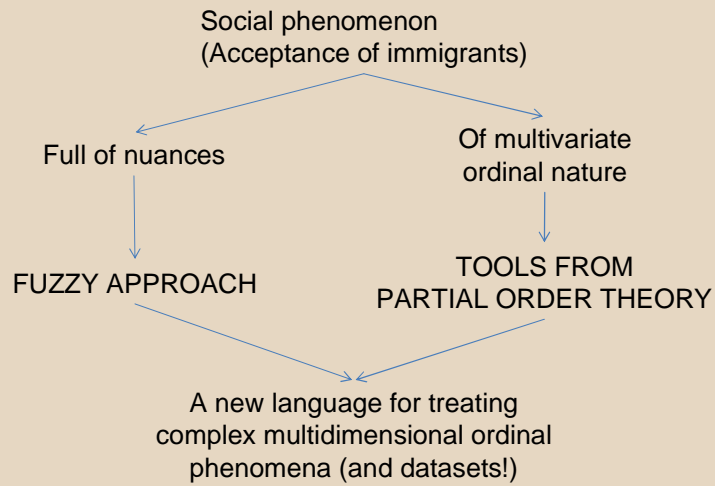 Social phenomenon
(Acceptance of immigrants)
Full of nuances
Of multivariate
ordinal nature
FUZZY APPROACH
TOOLS FROM
PARTIAL ORDER THEORY
A new language for treating
complex multidimensional ordinal
phenomena (and datasets!)